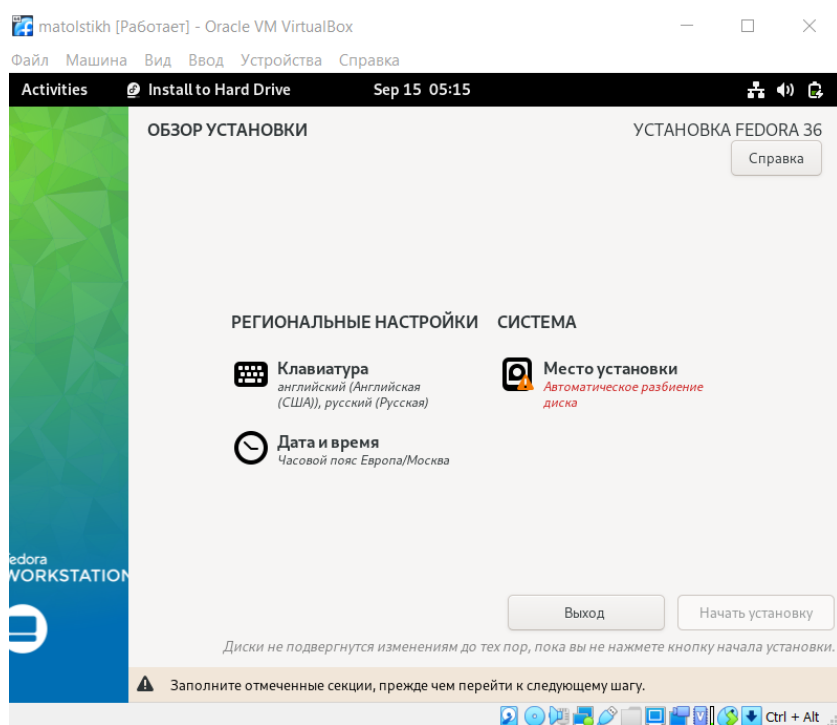 matolstikh [Работает] - Oracle VM VirtualBox
Файл Машина Вид Ввод Устройства Справка
Activities Install to Hard Drive Sep 15 05:15
ОБЗОР УСТАНОВКИ
УСТАНОВКА FEDORA 36
Справка
РЕГИОНАЛЬНЫЕ НАСТРОЙКИ
Клавиатура
английский (Английская
(США)), русский (Русская)
Дата и время
Часовой пояс Европа/Москва
СИСТЕМА
Место установки
Автоматическое разбиение
диска
edora
WORKSTATION
Выход
Начать установку
Диски не подвергнутся изменениям до тех пор, пока вы не нажмете кнопку начала установки.
Заполните отмеченные секции, прежде чем перейти к следующему шагу.
Ctrl + Alt